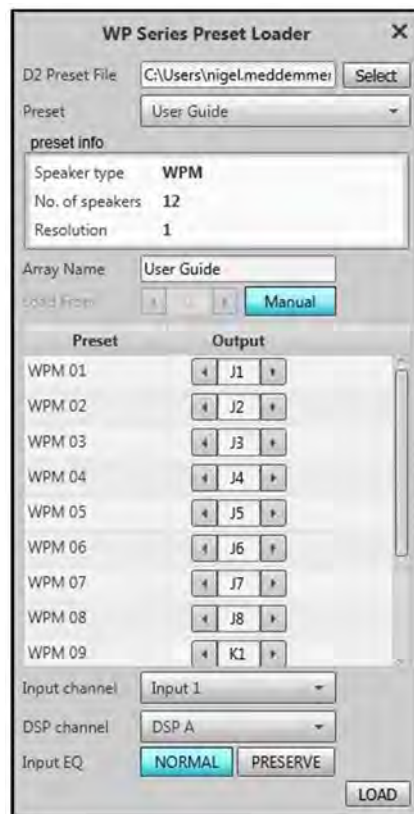 WP Series Preset Loader
D2 Preset File C:\Users\nigel.meddemmer Select
Preset User Guide
preset info
Speaker type WPM
No. of speakers 12
Resolution 1
Array Name User Guide
Load From Manual
Preset Output
WPM 01 J1
WPM 02 J2
WPM 03 J3
WPM 04 J4
WPM 05 J5
WPM 06 J6
WPM 07 J7
WPM 08 J8
WPM 09 K1
Input channel Input 1
DSP channel DSP A
Input EQ NORMAL PRESERVE
LOAD